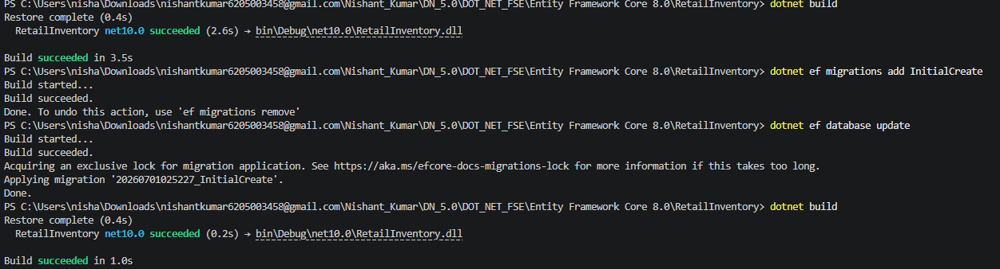 PS C:\Users\nisha\Downloads\nishantkumar6205003458@gmail.com\Nishant_Kumar\DN_5.0\DOT_NET_FSE\Entity Framework Core 8.0\RetailInventory> dotnet build
Restore complete (0.4s)
  RetailInventory net10.0 succeeded (2.6s) → bin\Debug\net10.0\RetailInventory.dll

Build succeeded in 3.5s
PS C:\Users\nisha\Downloads\nishantkumar6205003458@gmail.com\Nishant_Kumar\DN_5.0\DOT_NET_FSE\Entity Framework Core 8.0\RetailInventory> dotnet ef migrations add InitialCreate
Build started...
Build succeeded.
Done. To undo this action, use 'ef migrations remove'
PS C:\Users\nisha\Downloads\nishantkumar6205003458@gmail.com\Nishant_Kumar\DN_5.0\DOT_NET_FSE\Entity Framework Core 8.0\RetailInventory> dotnet ef database update
Build started...
Build succeeded.
Acquiring an exclusive lock for migration application. See https://aka.ms/efcore-docs-migrations-lock for more information if this takes too long.
Applying migration '20260701025227_InitialCreate'.
Done.
PS C:\Users\nisha\Downloads\nishantkumar6205003458@gmail.com\Nishant_Kumar\DN_5.0\DOT_NET_FSE\Entity Framework Core 8.0\RetailInventory> dotnet build
Restore complete (0.4s)
  RetailInventory net10.0 succeeded (0.2s) → bin\Debug\net10.0\RetailInventory.dll

Build succeeded in 1.0s